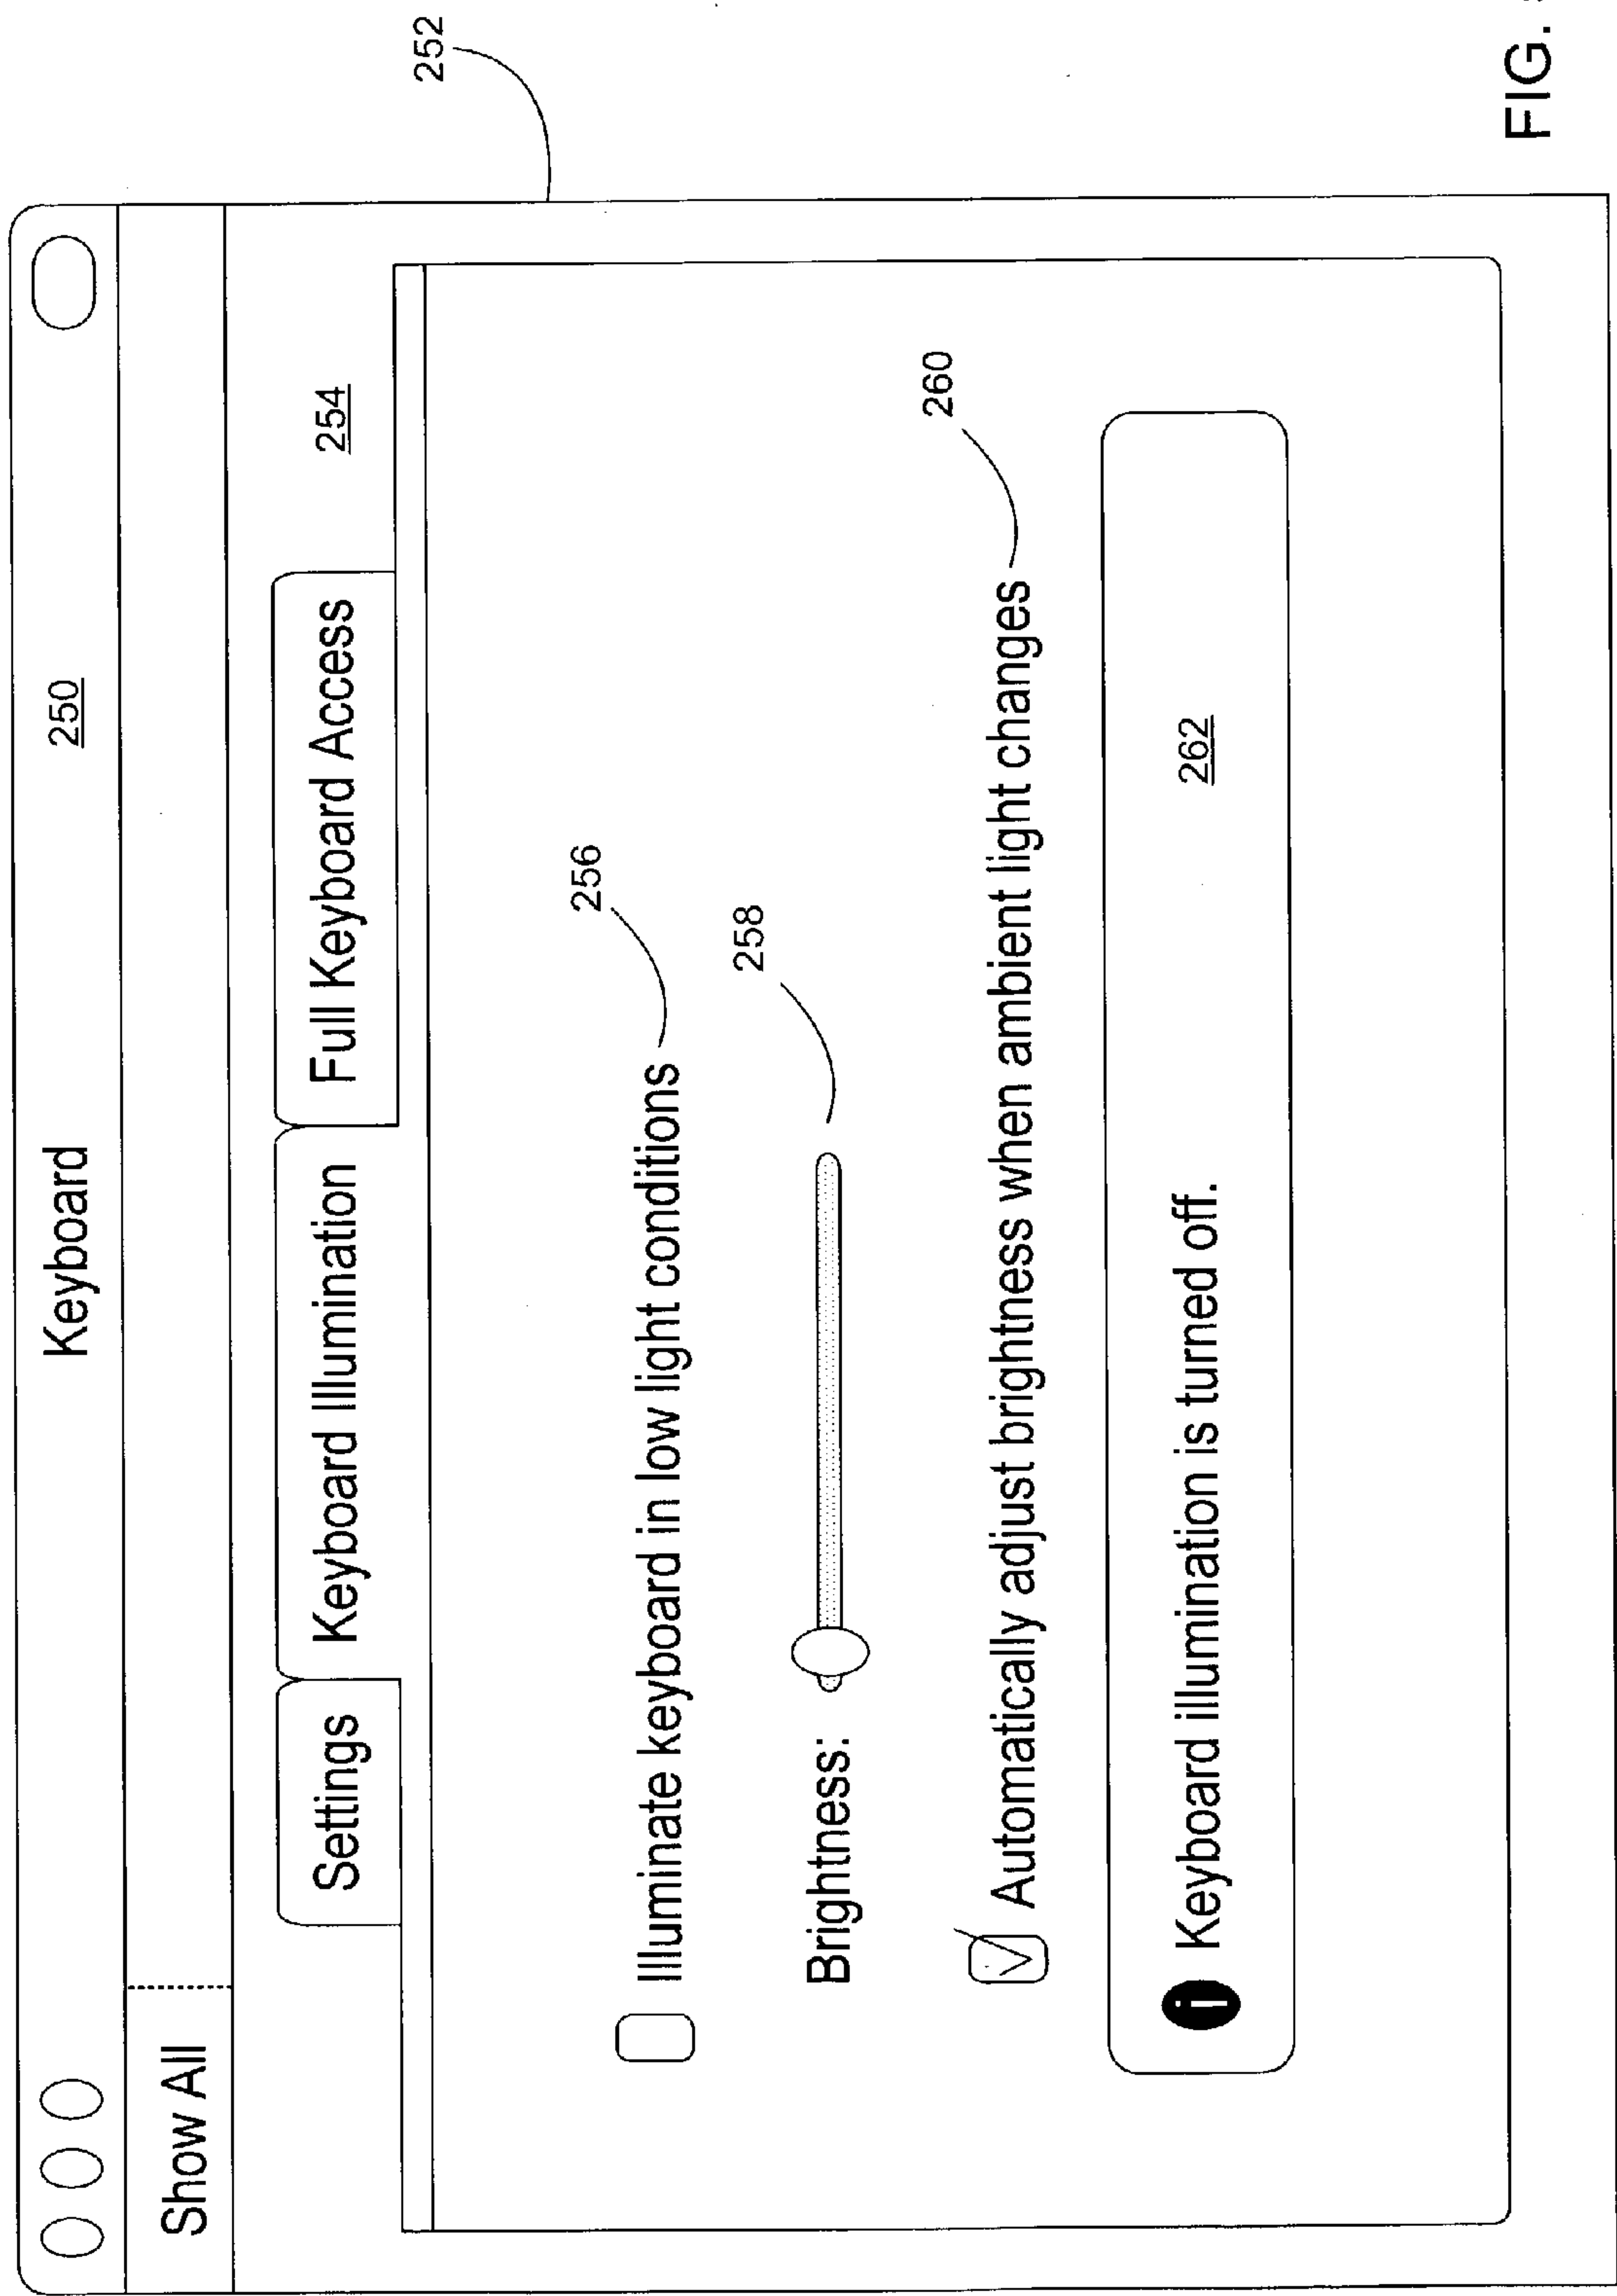 Keyboard 250
Show All
252
Settings Keyboard Illumination Full Keyboard Access 254
Illuminate keyboard in low light conditions 256
Brightness: 258
Automatically adjust brightness when ambient light changes 260
i Keyboard illumination is turned off. 262
FIG.